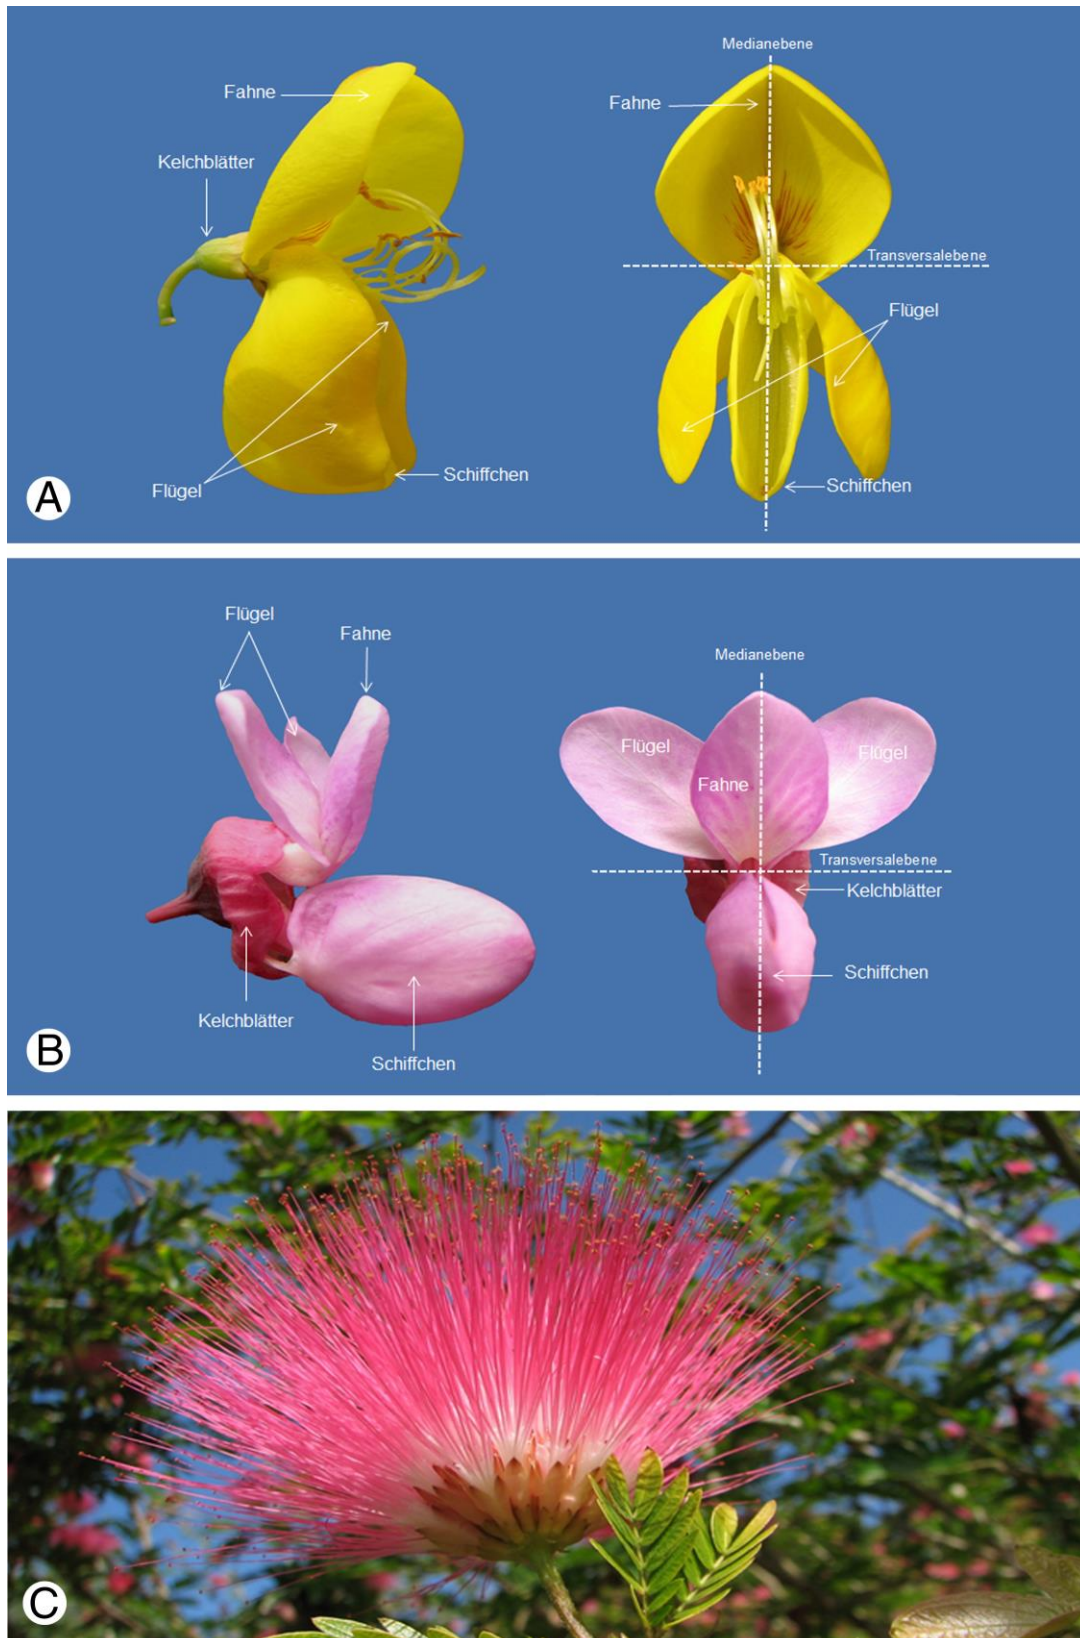 Medianebene
Fahne
Fahne
Kelchblätter
Transversalebene
Flügel
Flügel
Schiffchen
Schiffchen
A
Flügel
Fahne
Medianebene
Flügel
Fahne
Flügel
Transversalebene
Kelchblätter
Schiffchen
Kelchblätter
Schiffchen
B
C